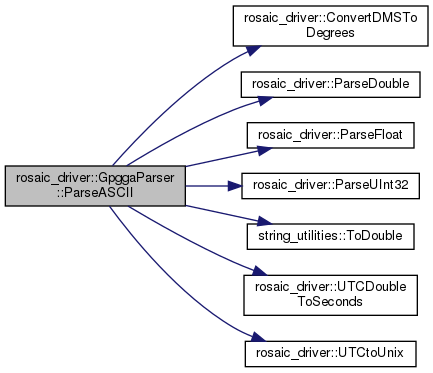 rosaic_driver::ConvertDMSTo
Degrees
rosaic_driver::ParseDouble
rosaic_driver::ParseFloat
rosaic_driver::GpggaParser
::ParseASCII
rosaic_driver::ParseUInt32
string_utilities::ToDouble
rosaic_driver::UTCDouble
ToSeconds
rosaic_driver::UTCtoUnix